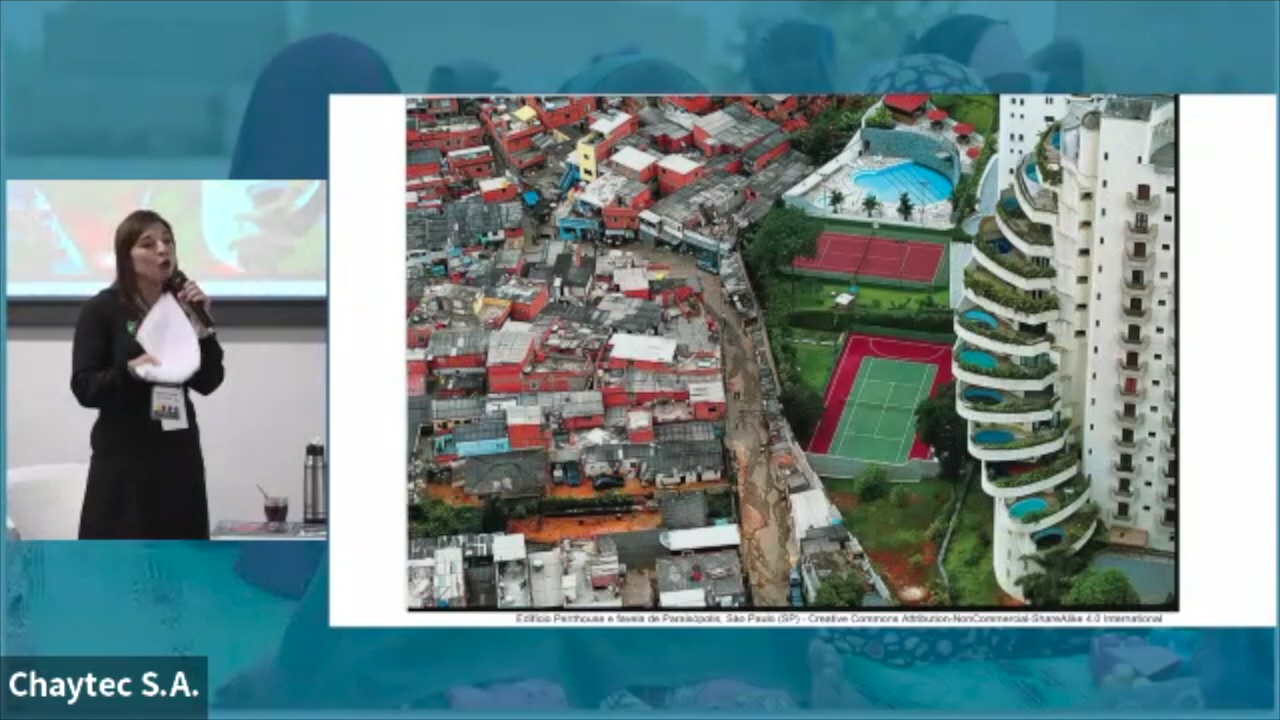 Edifício Penthouse e favela de Paraisópolis, São Paulo (SP) - Creative Commons Attribution-NonCommercial-ShareAlike 4.0 International
Chaytec S.A.